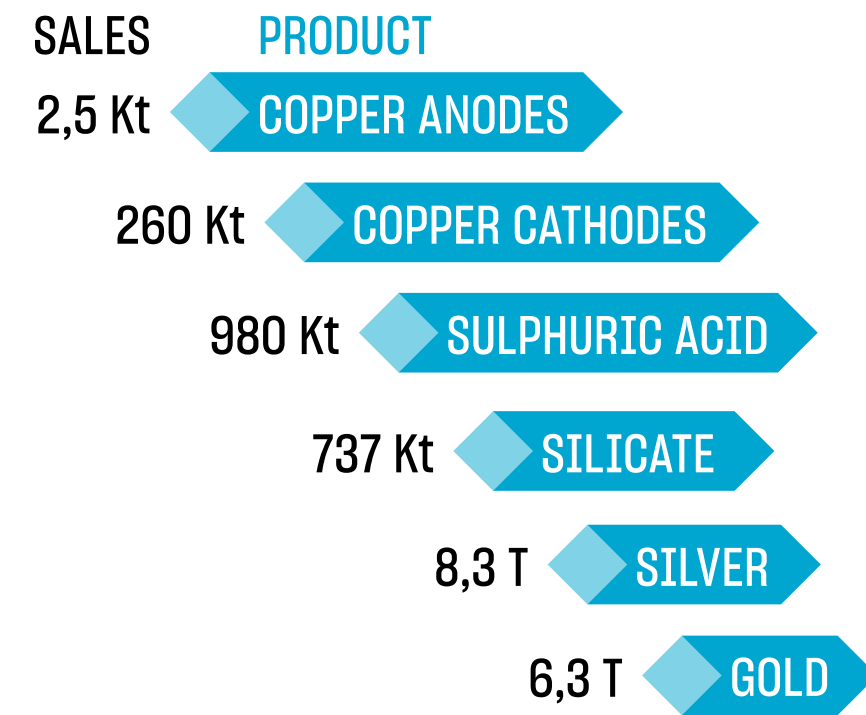 SALES PRODUCT
2,5 Kt COPPER ANODES
260 Kt COPPER CATHODES
980 Kt SULPHURIC ACID
737 Kt SILICATE
8,3 T SILVER
6,3 T GOLD